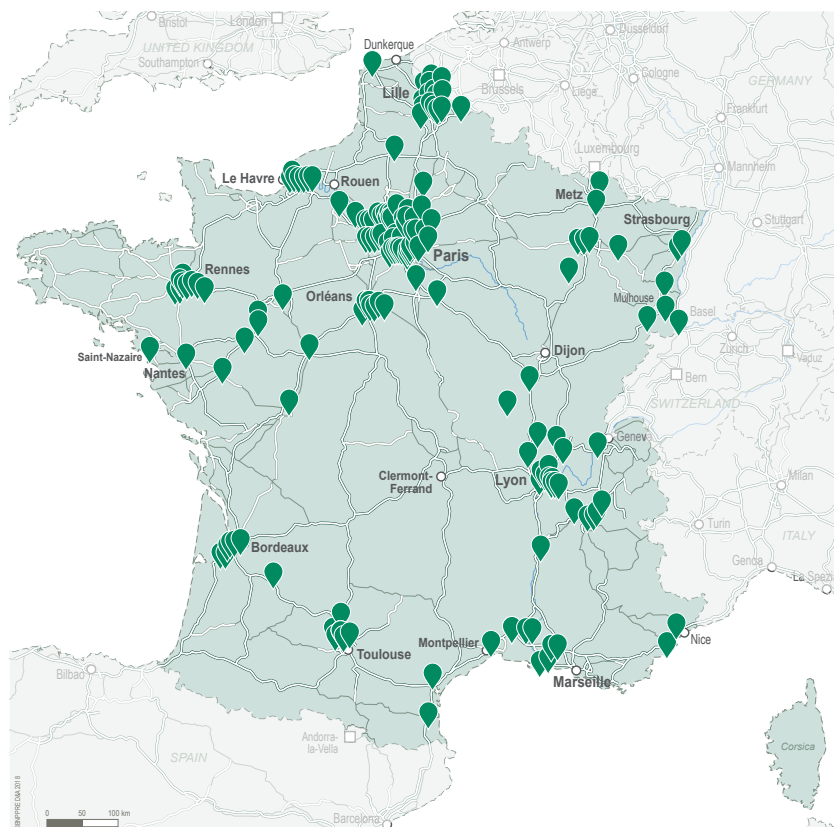 Bristol
LONDON
UNITED KINGDOM
Southampton
Dunkerque
Antwerp
Düsseldorf
Lille
Brussels
Cologne
GERMANY
Liege
Frankfurt
Luxembourg
Mannheim
Le Havre
Rouen
Metz
Strasbourg
Stuttgart
Paris
Rennes
Orléans
Mulhouse
Basel
Saint-Nazaire
Nantes
Dijon
Zurich
Vaduz
Bern
SWITZERLAND
Geneva
Clermont-
Ferrand
Lyon
Milan
Turin
ITALY
Bordeaux
Genoa
La Spezi
Montpellier
Nice
Toulouse
Marseille
Bilbao
Andorra-
la-Vella
SPAIN
Corsica
0 50 100 km
Barcelona